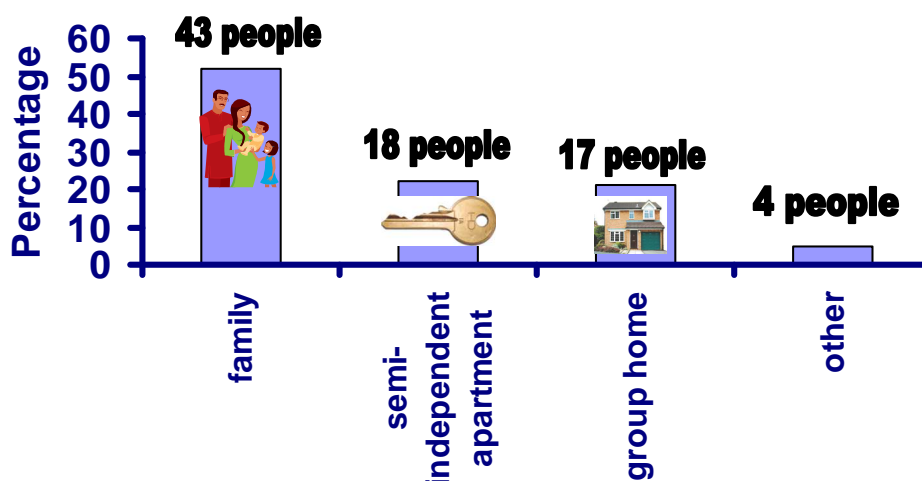 Percentage
60
50
40
30
20
10
0
43 people
18 people
17 people
4 people
family
semi-
independent
apartment
group home
other